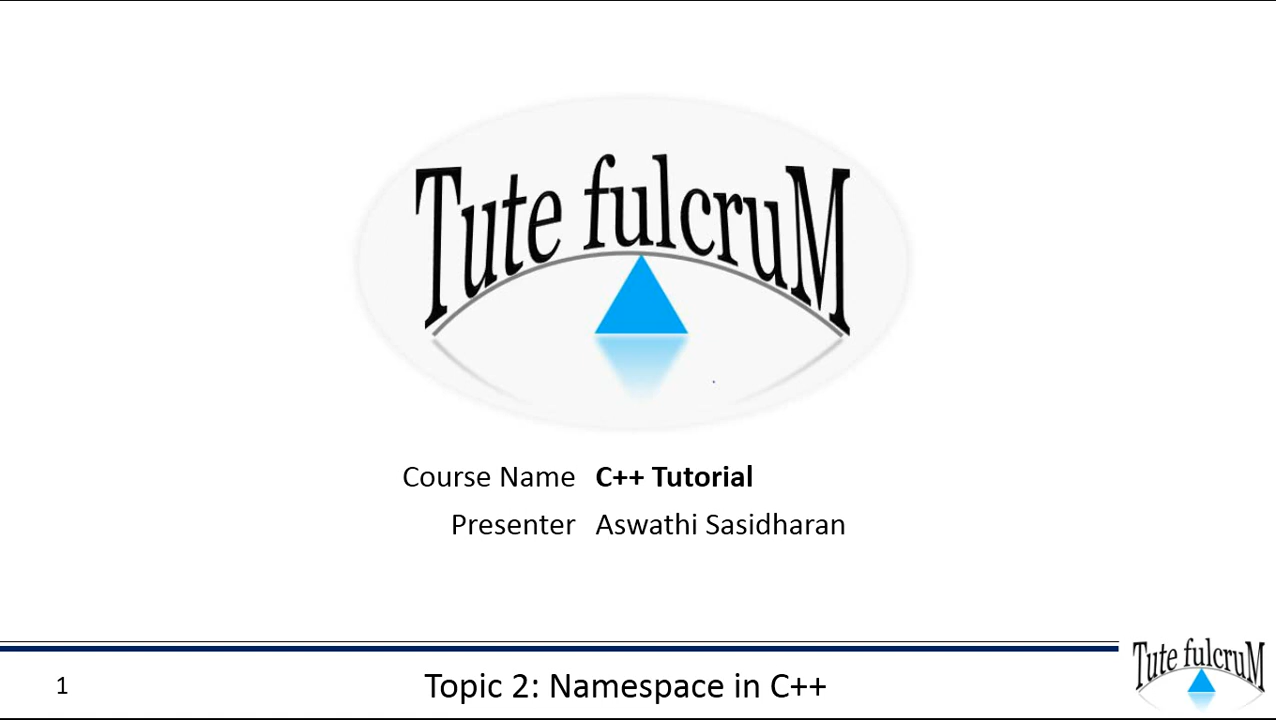 Tute fulcruM
Course Name C++ Tutorial
Presenter Aswathi Sasidharan
1
Topic 2: Namespace in C++
Tute fulcruM